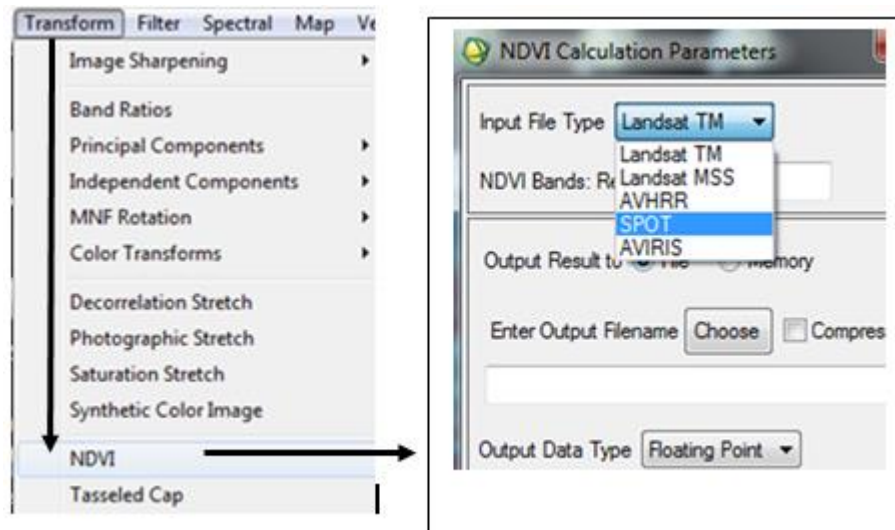 Transform Filter Spectral Map
Image Sharpening
Band Ratios
Principal Components
Independent Components
MNF Rotation
Color Transforms
Decorrelation Stretch
Photographic Stretch
Saturation Stretch
Synthetic Color Image
NDVI
Tasseled Cap
NDVI Calculation Parameters
Input File Type Landsat TM
Landsat TM
NDVI Bands: Landsat MSS
AVHRR
SPOT
AVIRIS
Output Result to Memory
Enter Output Filename Choose Compres
Output Data Type Floating Point